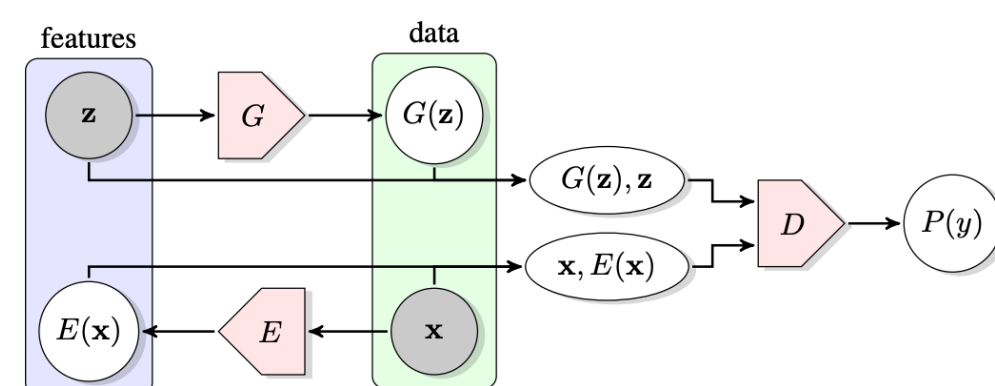 features
data
z
G
G(z)
G(z), z
D
P(y)
x, E(x)
E(x)
E
x